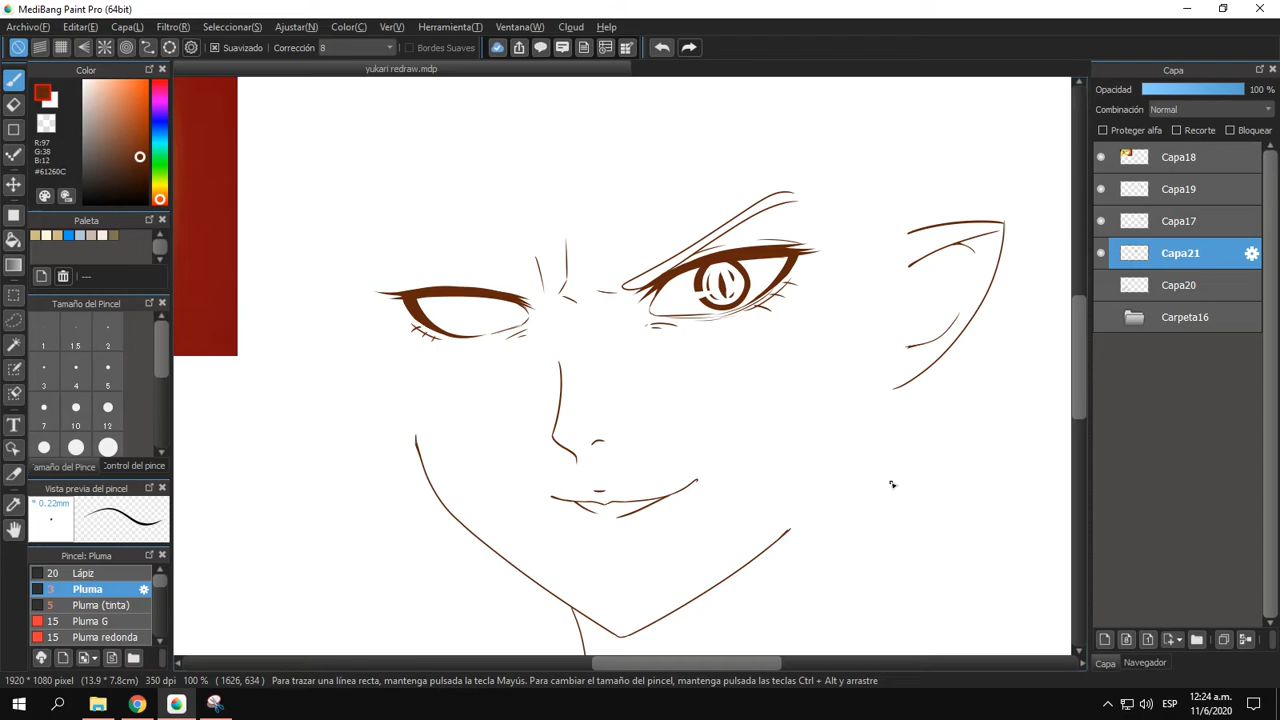 MediBang Paint Pro (64bit)
Archivo(F) Editar(E) Capa(L) Filtro(R) Seleccionar(S) Ajustar(N) Color(C) Ver(V) Herramienta(T) Ventana(W) Cloud Help
Suavizado Corrección 8 Bordes Suaves
Color
yukari redraw.mdp
Capa
Opacidad 100 %
Combinación Normal
Proteger alfa Recorte Bloquear
R:97
G:38
B:12
#61260C
Capa18
Capa19
Capa17
Capa21
Capa20
Carpeta16
Paleta
---
Tamaño del Pincel
1 1.5 2
3 4 5
7 10 12
amaño del Pince ontrol del pince
Vista previa del pincel
* 0.22mm
Pincel: Pluma
20 Lápiz
3 Pluma
5 Pluma (tinta)
15 Pluma G
15 Pluma redonda
Capa Navegador
1920 * 1080 pixel (13.9 * 7.8cm) 350 dpi 100 % (1626, 634) Para trazar una línea recta, mantenga pulsada la tecla Mayús. Para cambiar el tamaño del pincel, mantenga pulsadas las teclas Ctrl + Alt y arrastre
ESP
12:24 a.m.
11/6/2020